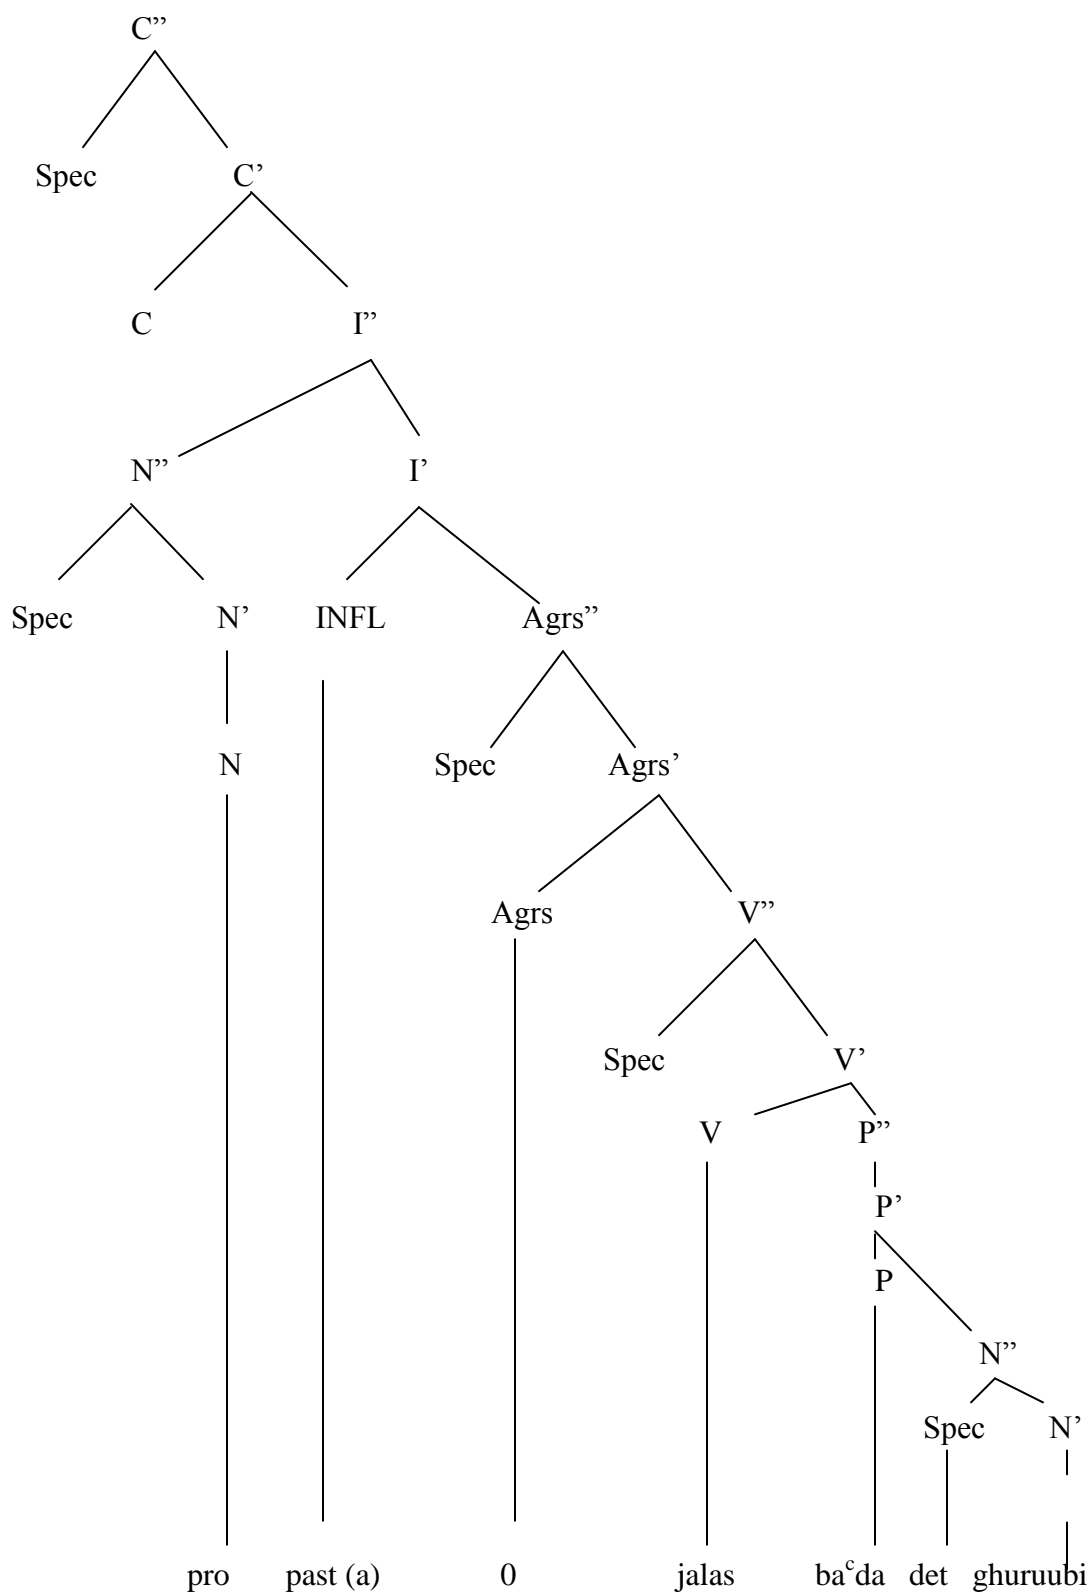 C”
Spec C’
C I”
N” I’
Spec N’ INFL Agrs”
N Spec Agrs’
Agrs V”
Spec V’
V P”
P’
P
N”
Spec N’
pro past (a) 0 jalas baᶜda det ghuruubi